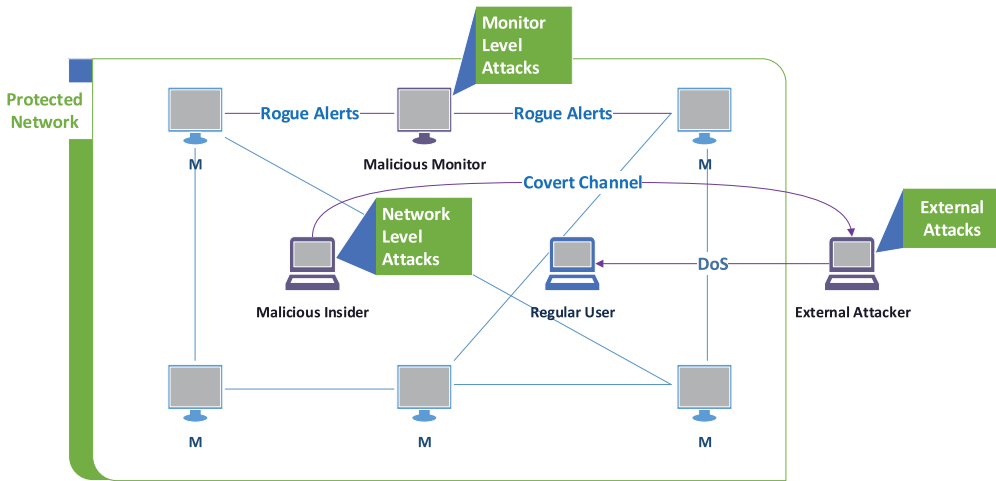 Monitor
Level
Attacks
Protected
Network
Rogue Alerts
Rogue Alerts
M
Malicious Monitor
M
Covert Channel
Network
Level
Attacks
External
Attacks
DoS
Malicious Insider
Regular User
External Attacker
M
M
M